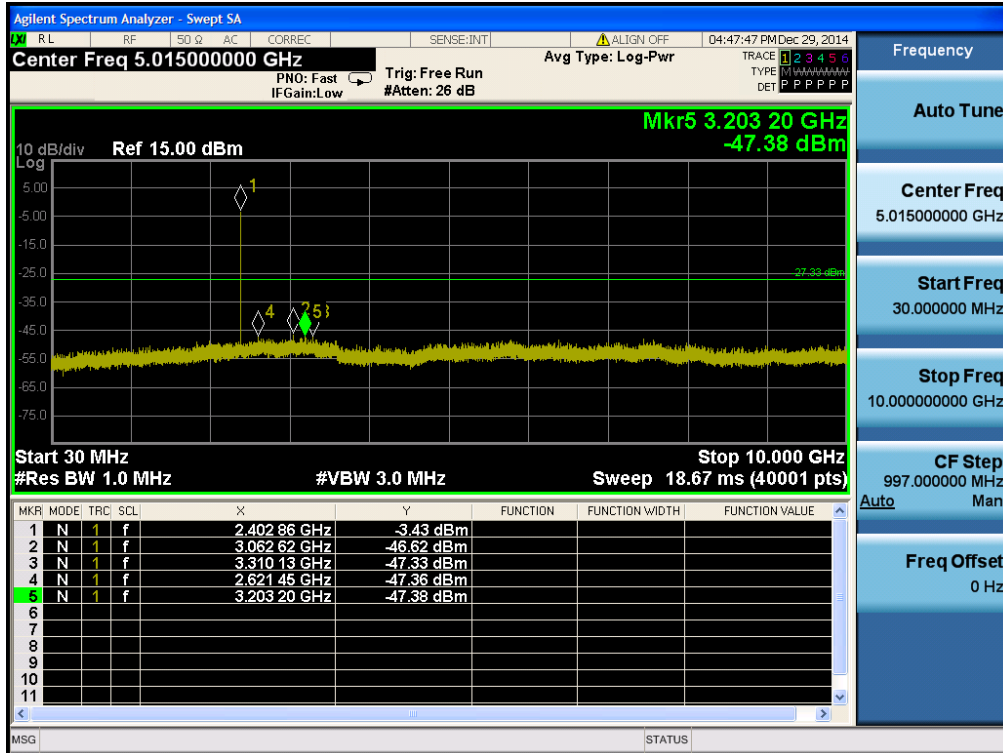 Agilent Spectrum Analyzer - Swept SA
LXI RL RF 50 Ω AC CORREC SENSE:INT ALIGN OFF 04:47:47 PM Dec 29, 2014
Center Freq 5.015000000 GHz Avg Type: Log-Pwr TRACE 1 2 3 4 5 6
PNO: Fast Trig: Free Run TYPE M WWWWW
IFGain:Low #Atten: 26 dB DET P P P P P P
Mkr5 3.203 20 GHz
10 dB/div Ref 15.00 dBm -47.38 dBm
Log
5.00
-5.00
-15.0
-25.0
-35.0
-45.0
-55.0
-65.0
-75.0
1
4 2 5 3
-27.33 dBm
Start 30 MHz Stop 10.000 GHz
#Res BW 1.0 MHz #VBW 3.0 MHz Sweep 18.67 ms (40001 pts)
MKR MODE TRC SCL X Y FUNCTION FUNCTION WIDTH FUNCTION VALUE
1 N 1 f 2.402 86 GHz -3.43 dBm
2 N 1 f 3.062 62 GHz -46.62 dBm
3 N 1 f 3.310 13 GHz -47.33 dBm
4 N 1 f 2.621 45 GHz -47.36 dBm
5 N 1 f 3.203 20 GHz -47.38 dBm
6
7
8
9
10
11
MSG STATUS
Frequency
Auto Tune
Center Freq
5.015000000 GHz
Start Freq
30.000000 MHz
Stop Freq
10.000000000 GHz
CF Step
997.000000 MHz
Auto Man
Freq Offset
0 Hz